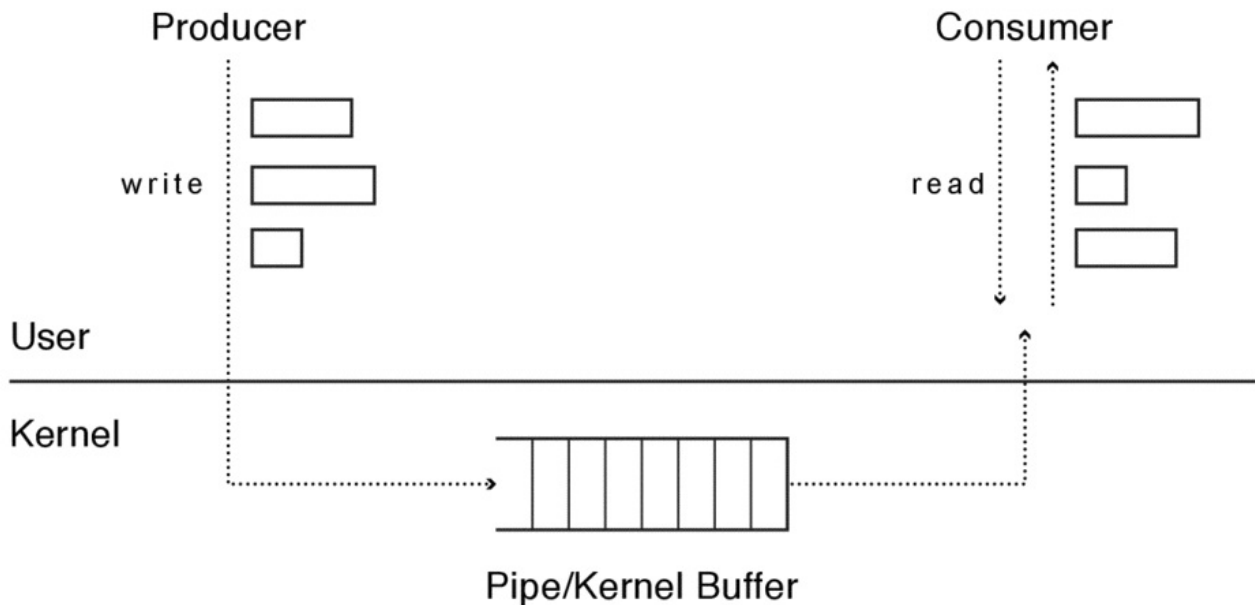 Producer
Consumer
write
read
User
Kernel
Pipe/Kernel Buffer